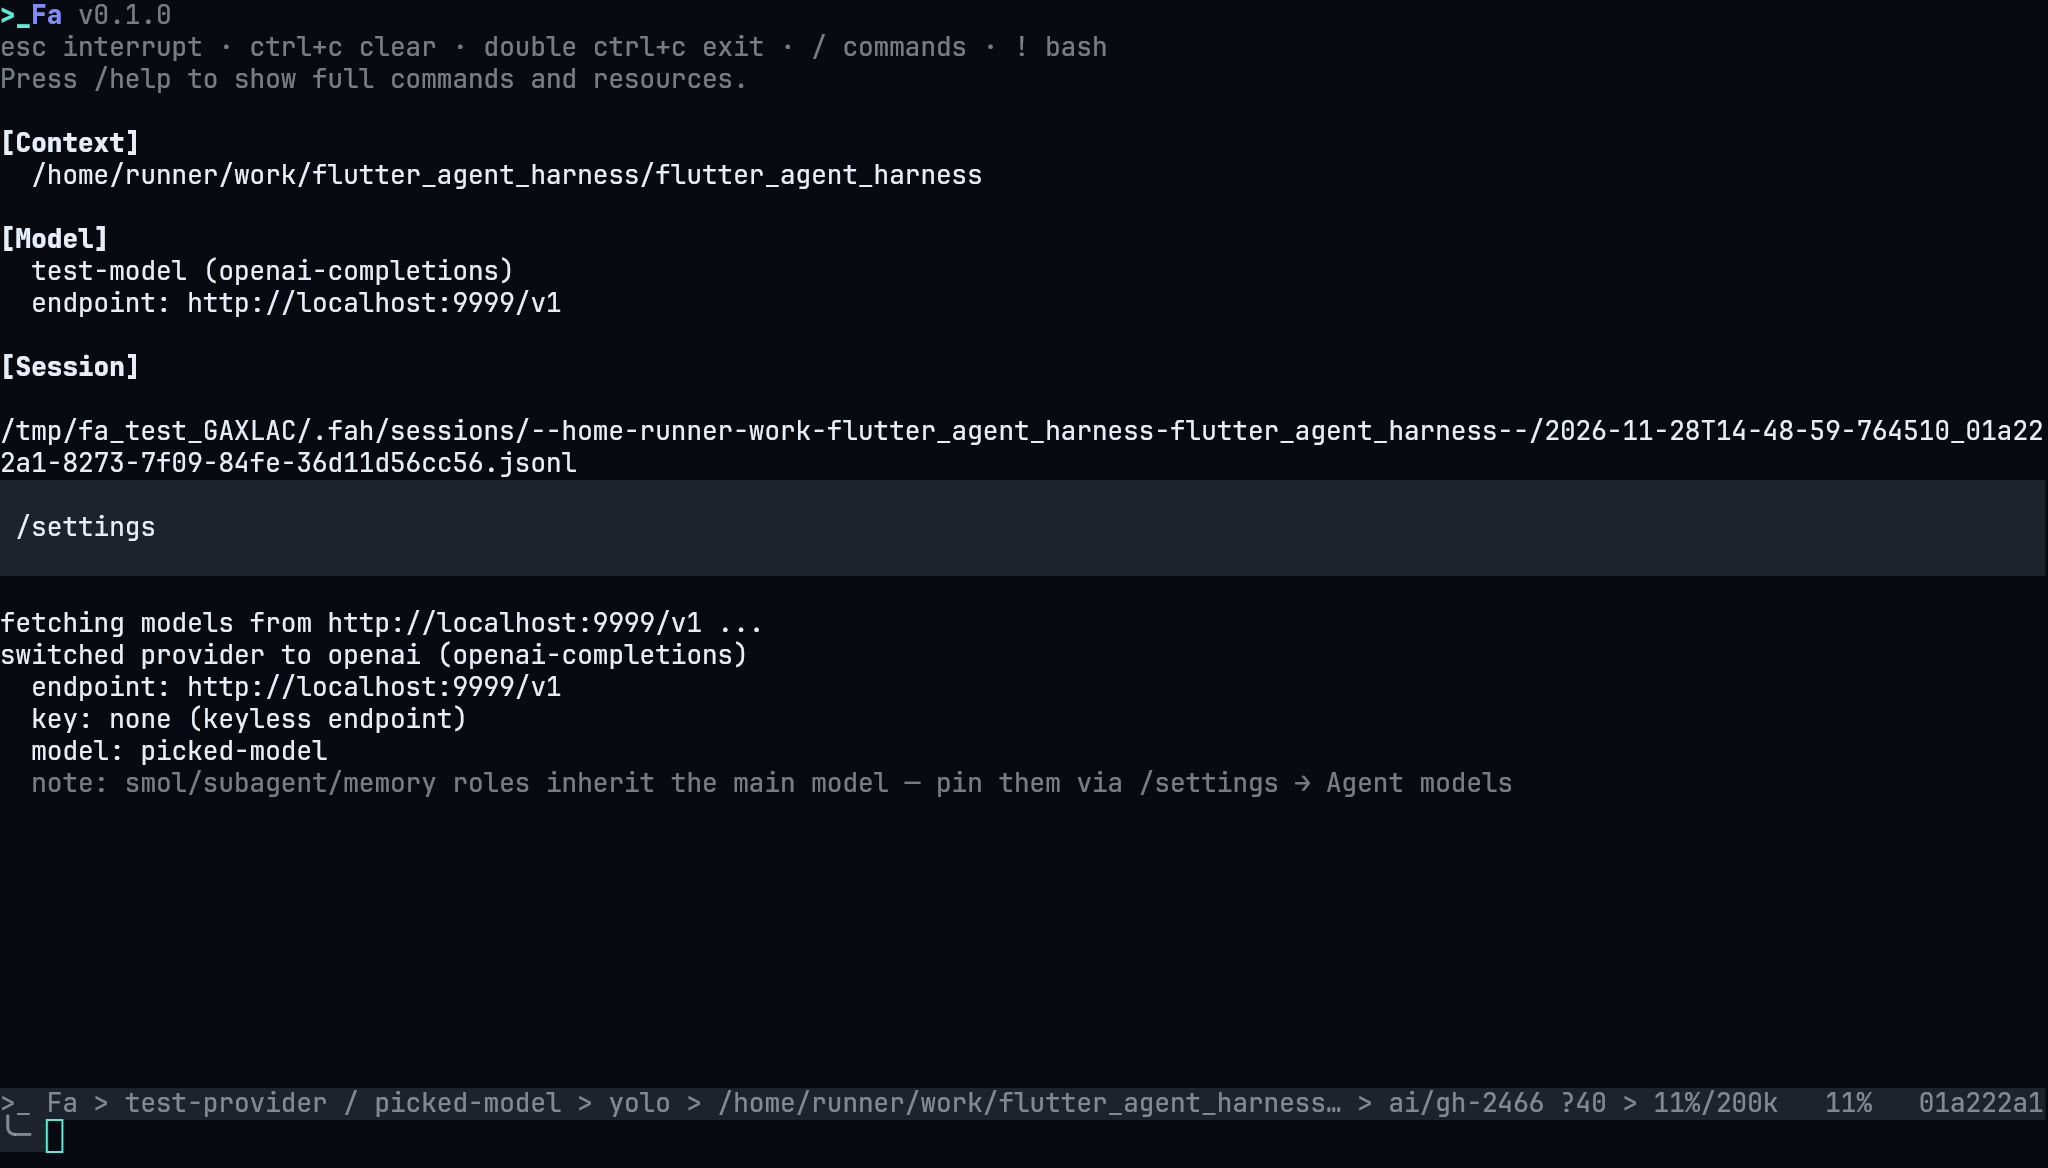 >_Fa v0.1.0
esc interrupt · ctrl+c clear · double ctrl+c exit · / commands · ! bash
Press /help to show full commands and resources.
[Context]
/home/runner/work/flutter_agent_harness/flutter_agent_harness
[Model]
test-model (openai-completions)
endpoint: http://localhost:9999/v1
[Session]
/tmp/fa_test_GAXLAC/.fah/sessions/--home-runner-work-flutter_agent_harness-flutter_agent_harness--/2026-11-28T14-48-59-764510_01a22
2a1-8273-7f09-84fe-36d11d56cc56.jsonl
/settings
fetching models from http://localhost:9999/v1 ...
switched provider to openai (openai-completions)
endpoint: http://localhost:9999/v1
key: none (keyless endpoint)
model: picked-model
note: smol/subagent/memory roles inherit the main model — pin them via /settings → Agent models
>_ Fa > test-provider / picked-model > yolo > /home/runner/work/flutter_agent_harness… > ai/gh-2466 ?40 > 11%/200k 11% 01a222a1